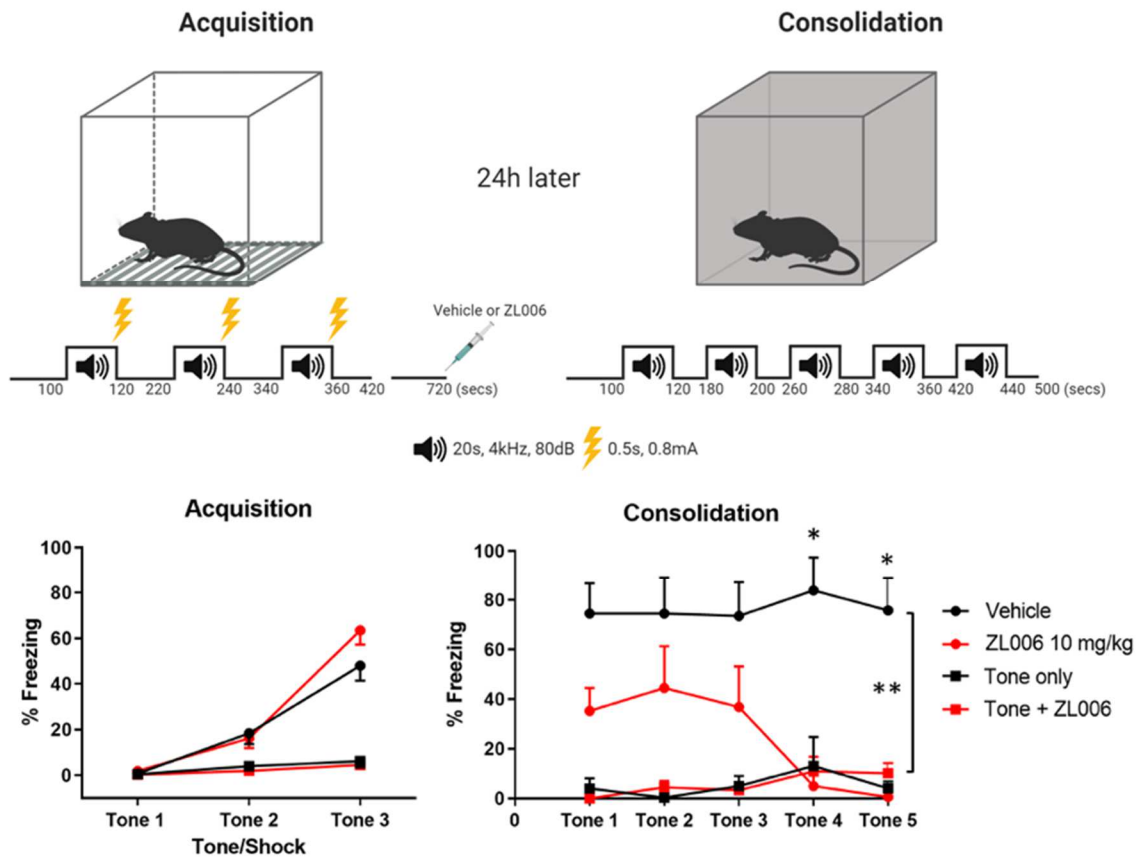 Acquisition
Consolidation
24h later
Vehicle or ZL006
100 120 220 240 340 360 420 720 (secs)
100 120 180 200 260 280 340 360 420 440 500 (secs)
20s, 4kHz, 80dB 0.5s, 0.8mA
Acquisition
% Freezing
100
80
60
40
20
0
Tone 1 Tone 2 Tone 3
Tone/Shock
Consolidation
% Freezing
100
80
60
40
20
0
0 Tone 1 Tone 2 Tone 3 Tone 4 Tone 5
*
*
**
Vehicle
ZL006 10 mg/kg
Tone only
Tone + ZL006